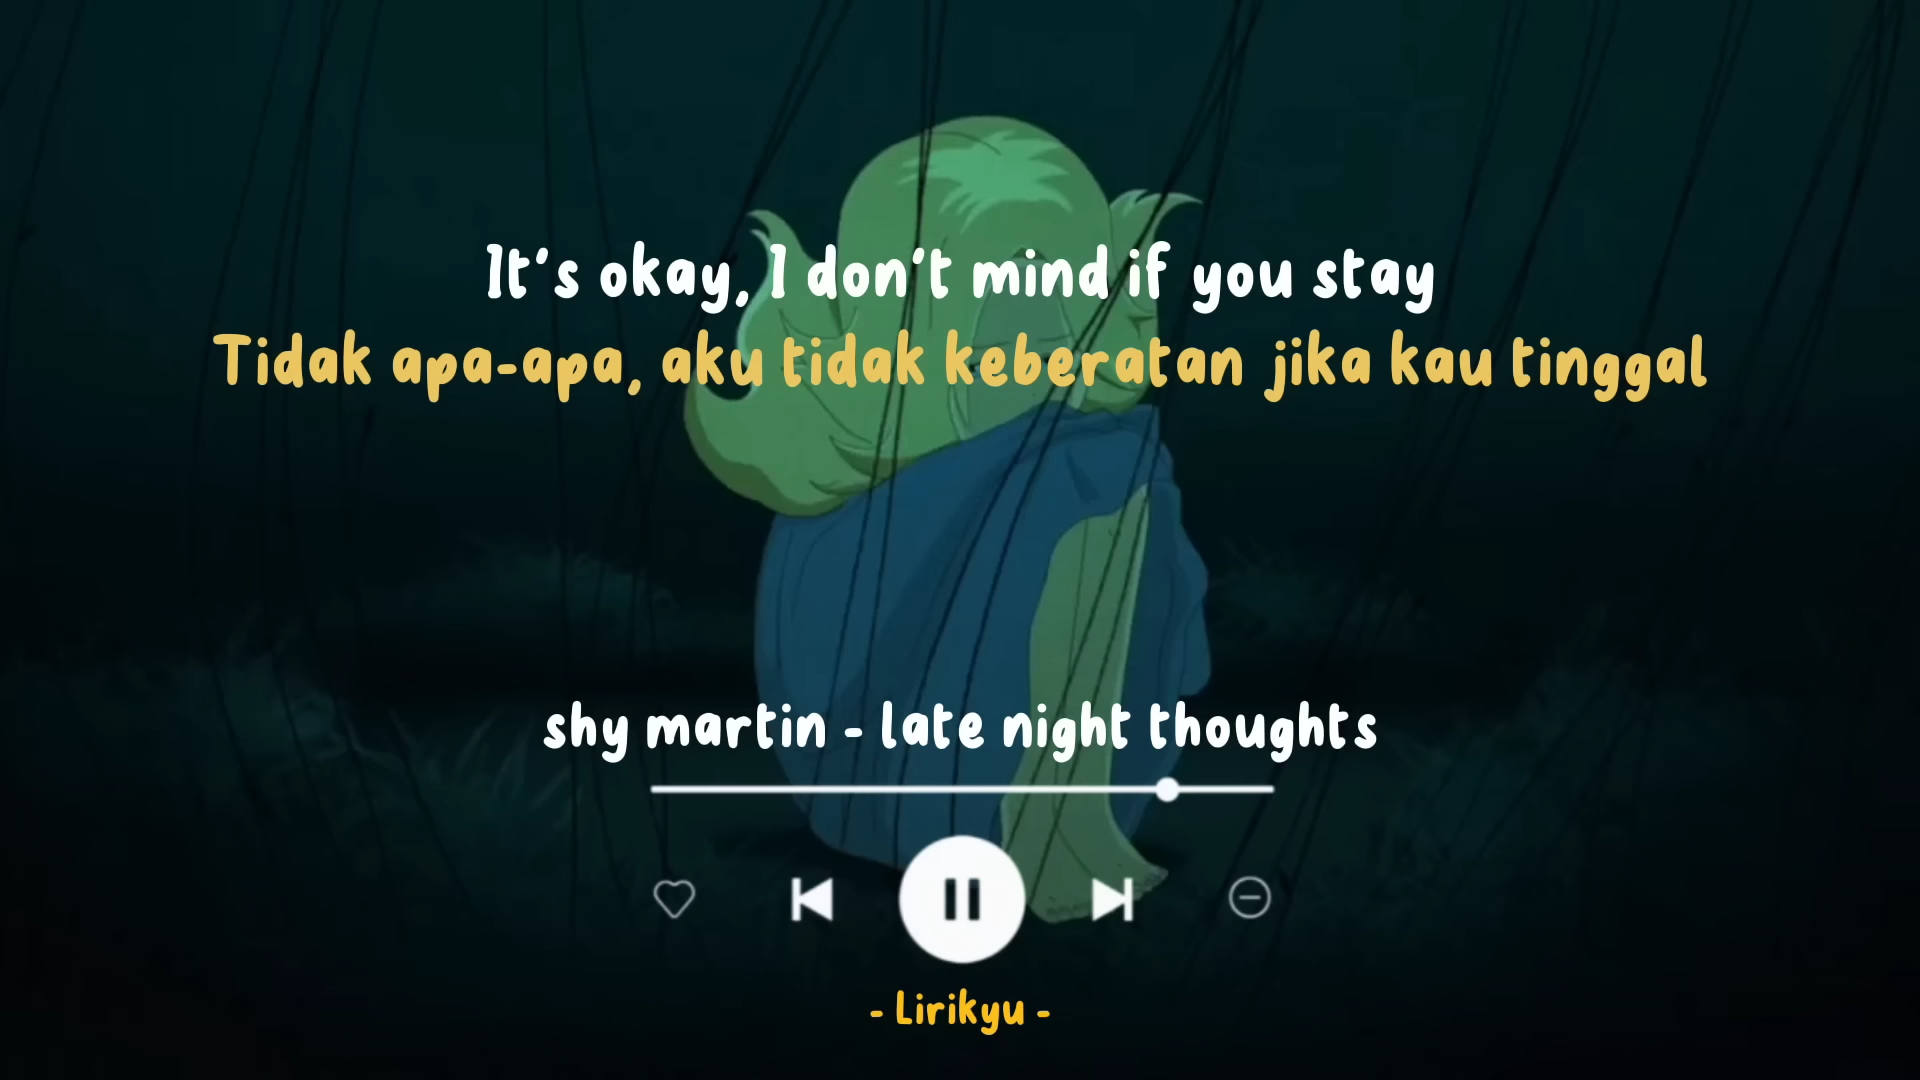 It's okay, I don't mind if you stay
Tidak apa-apa, aku tidak keberatan jika kau tinggal
shy martin - late night thoughts
- Lirikyu -